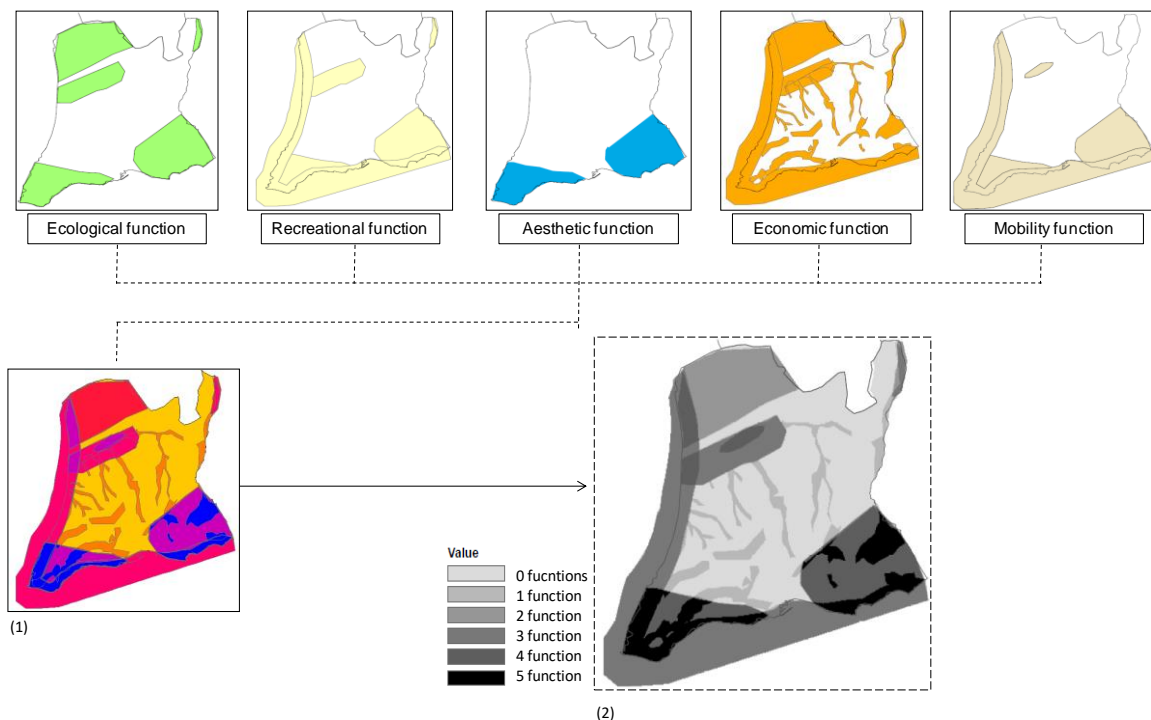 Ecological function
Recreational function
Aesthetic function
Economic function
Mobility function
(1)
Value
0 fucntions
1 function
2 function
3 function
4 function
5 function
(2)